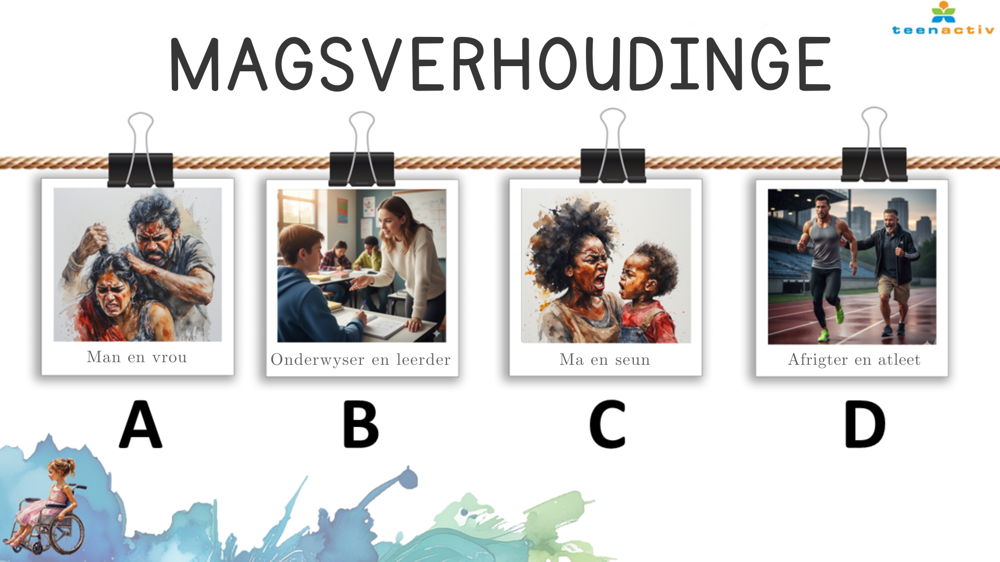 teenactiv
MAGSVERHOUDINGE
Man en vrou
Onderwyser en leerder
Ma en seun
Afrigter en atleet
A
B
C
D